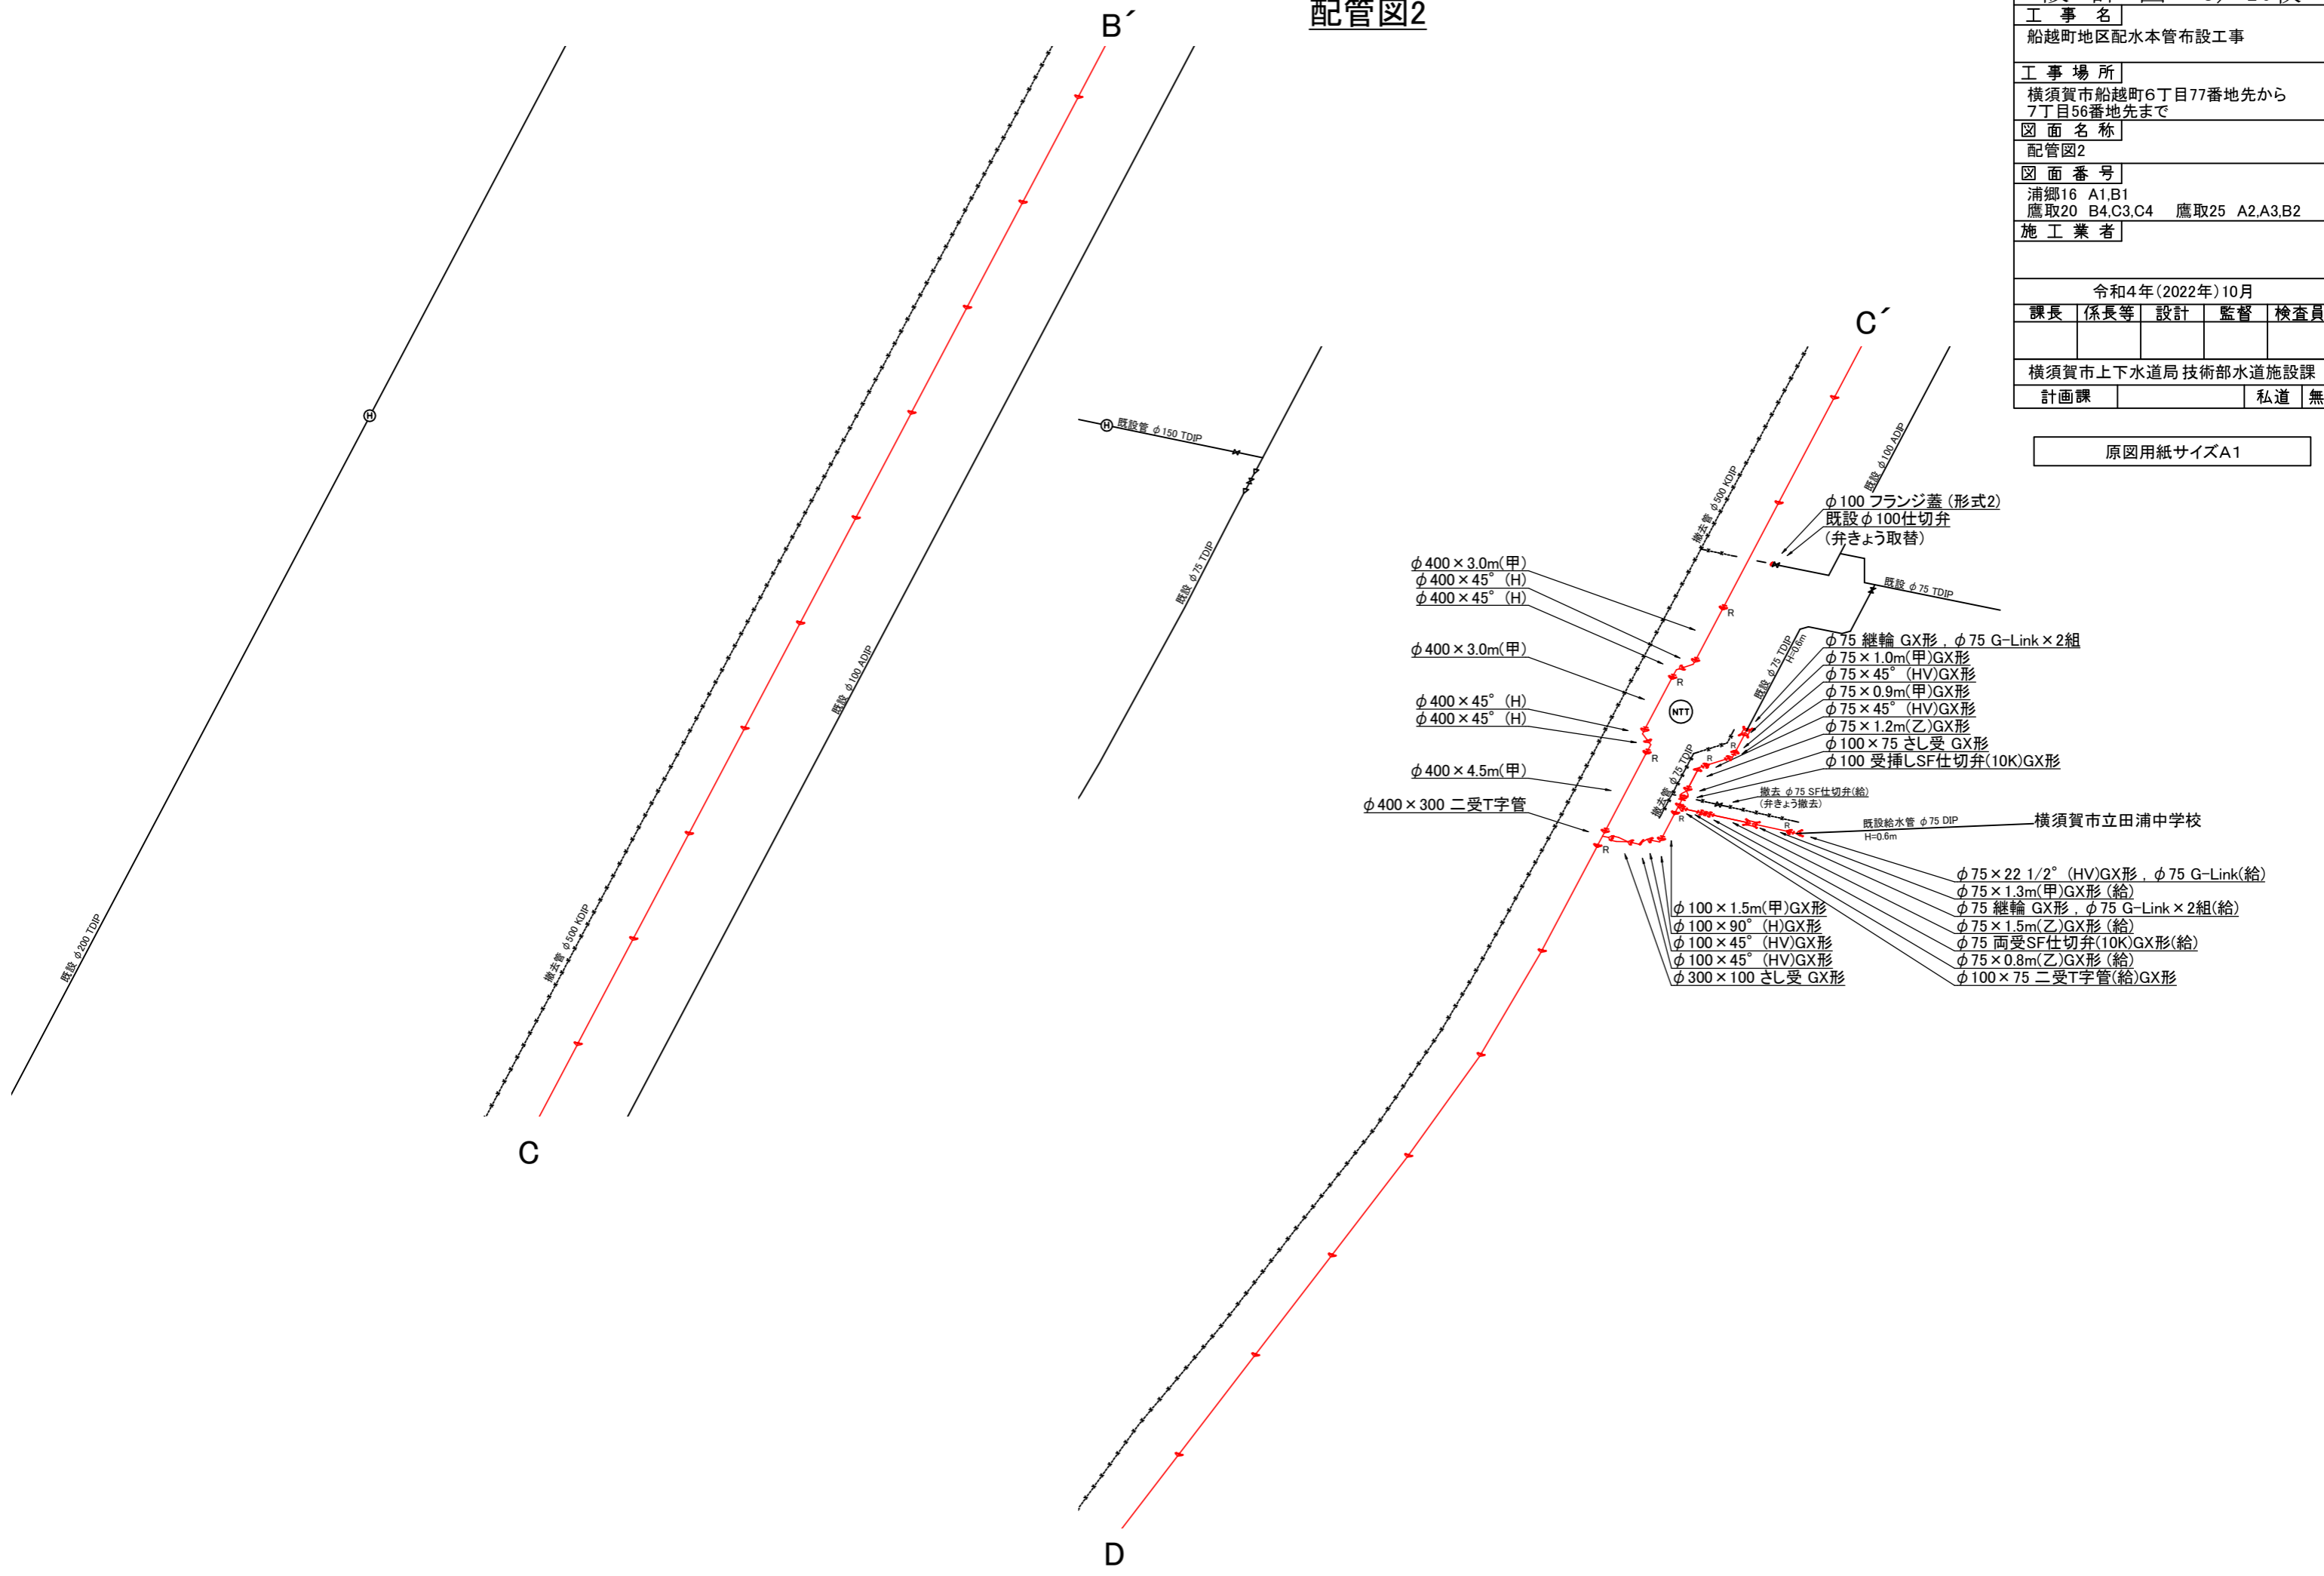 配管図2
工 事 名
船越町地区配水本管布設工事
工 事 場 所
横須賀市船越町6丁目77番地先から
7丁目56番地先まで
図 面 名 称
配管図2
図 面 番 号
浦郷16 A1,B1
鷹取20 B4,C3,C4 鷹取25 A2,A3,B2
施 工 業 者
令和4年(2022年)10月
課長 係長等 設計 監督 検査員
横須賀市上下水道局 技術部水道施設課
計画課 私道 無
原図用紙サイズA1
B´
H
既設 φ200 TDIP
撤去管 φ500 KDIP
既設 φ100 ADIP
C
H
既設管 φ150 TDIP
既設 φ75 TDIP
C´
撤去管 φ500 KDIP
既設 φ100 ADIP
φ100 フランジ蓋 (形式2)
既設φ100仕切弁
(弁きょう取替)
既設 φ75 TDIP
φ400×3.0m(甲)
φ400×45° (H)
φ400×45° (H)
φ400×3.0m(甲)
φ400×45° (H)
φ400×45° (H)
φ400×4.5m(甲)
φ400×300 二受T字管
R
R
R
R
NTT
既設 φ75 TDIP
H=0.6m
φ75 継輪 GX形 , φ75 G-Link×2組
φ75×1.0m(甲)GX形
φ75×45° (HV)GX形
φ75×0.9m(甲)GX形
φ75×45° (HV)GX形
φ75×1.2m(乙)GX形
φ100×75 さし受 GX形
φ100 受挿しSF仕切弁(10K)GX形
R
R
撤去管 φ75 TDIP
撤去 φ75 SF仕切弁(給)
(弁きょう撤去)
R
R
既設給水管 φ75 DIP
H=0.6m
横須賀市立田浦中学校
φ75×22 1/2° (HV)GX形 , φ75 G-Link(給)
φ75×1.3m(甲)GX形 (給)
φ75 継輪 GX形 , φ75 G-Link×2組(給)
φ75×1.5m(乙)GX形 (給)
φ75 両受SF仕切弁(10K)GX形(給)
φ75×0.8m(乙)GX形 (給)
φ100×75 二受T字管(給)GX形
φ100×1.5m(甲)GX形
φ100×90° (H)GX形
φ100×45° (HV)GX形
φ100×45° (HV)GX形
φ300×100 さし受 GX形
D